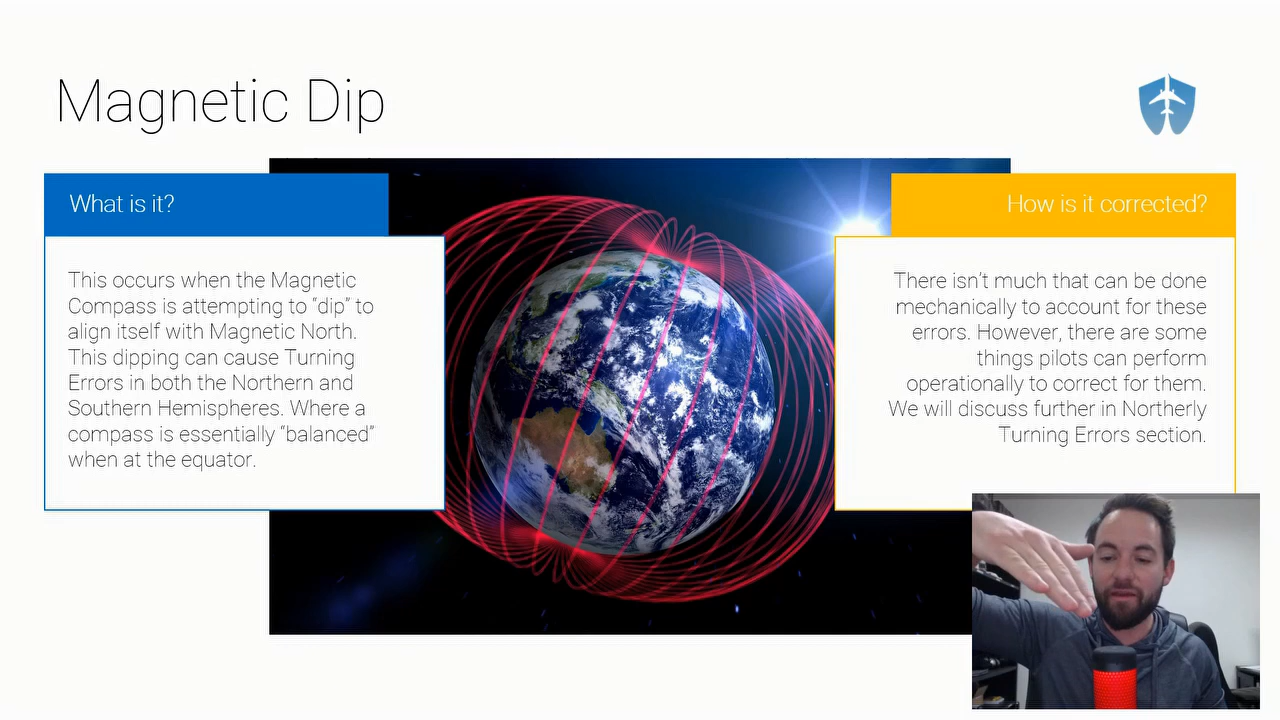 Magnetic Dip
What is it?
This occurs when the Magnetic
Compass is attempting to “dip” to
align itself with Magnetic North.
This dipping can cause Turning
Errors in both the Northern and
Southern Hemispheres. Where a
compass is essentially “balanced”
when at the equator.
How is it corrected?
There isn’t much that can be done
mechanically to account for these
errors. However, there are some
things pilots can perform
operationally to correct for them.
We will discuss further in Northerly
Turning Errors section.